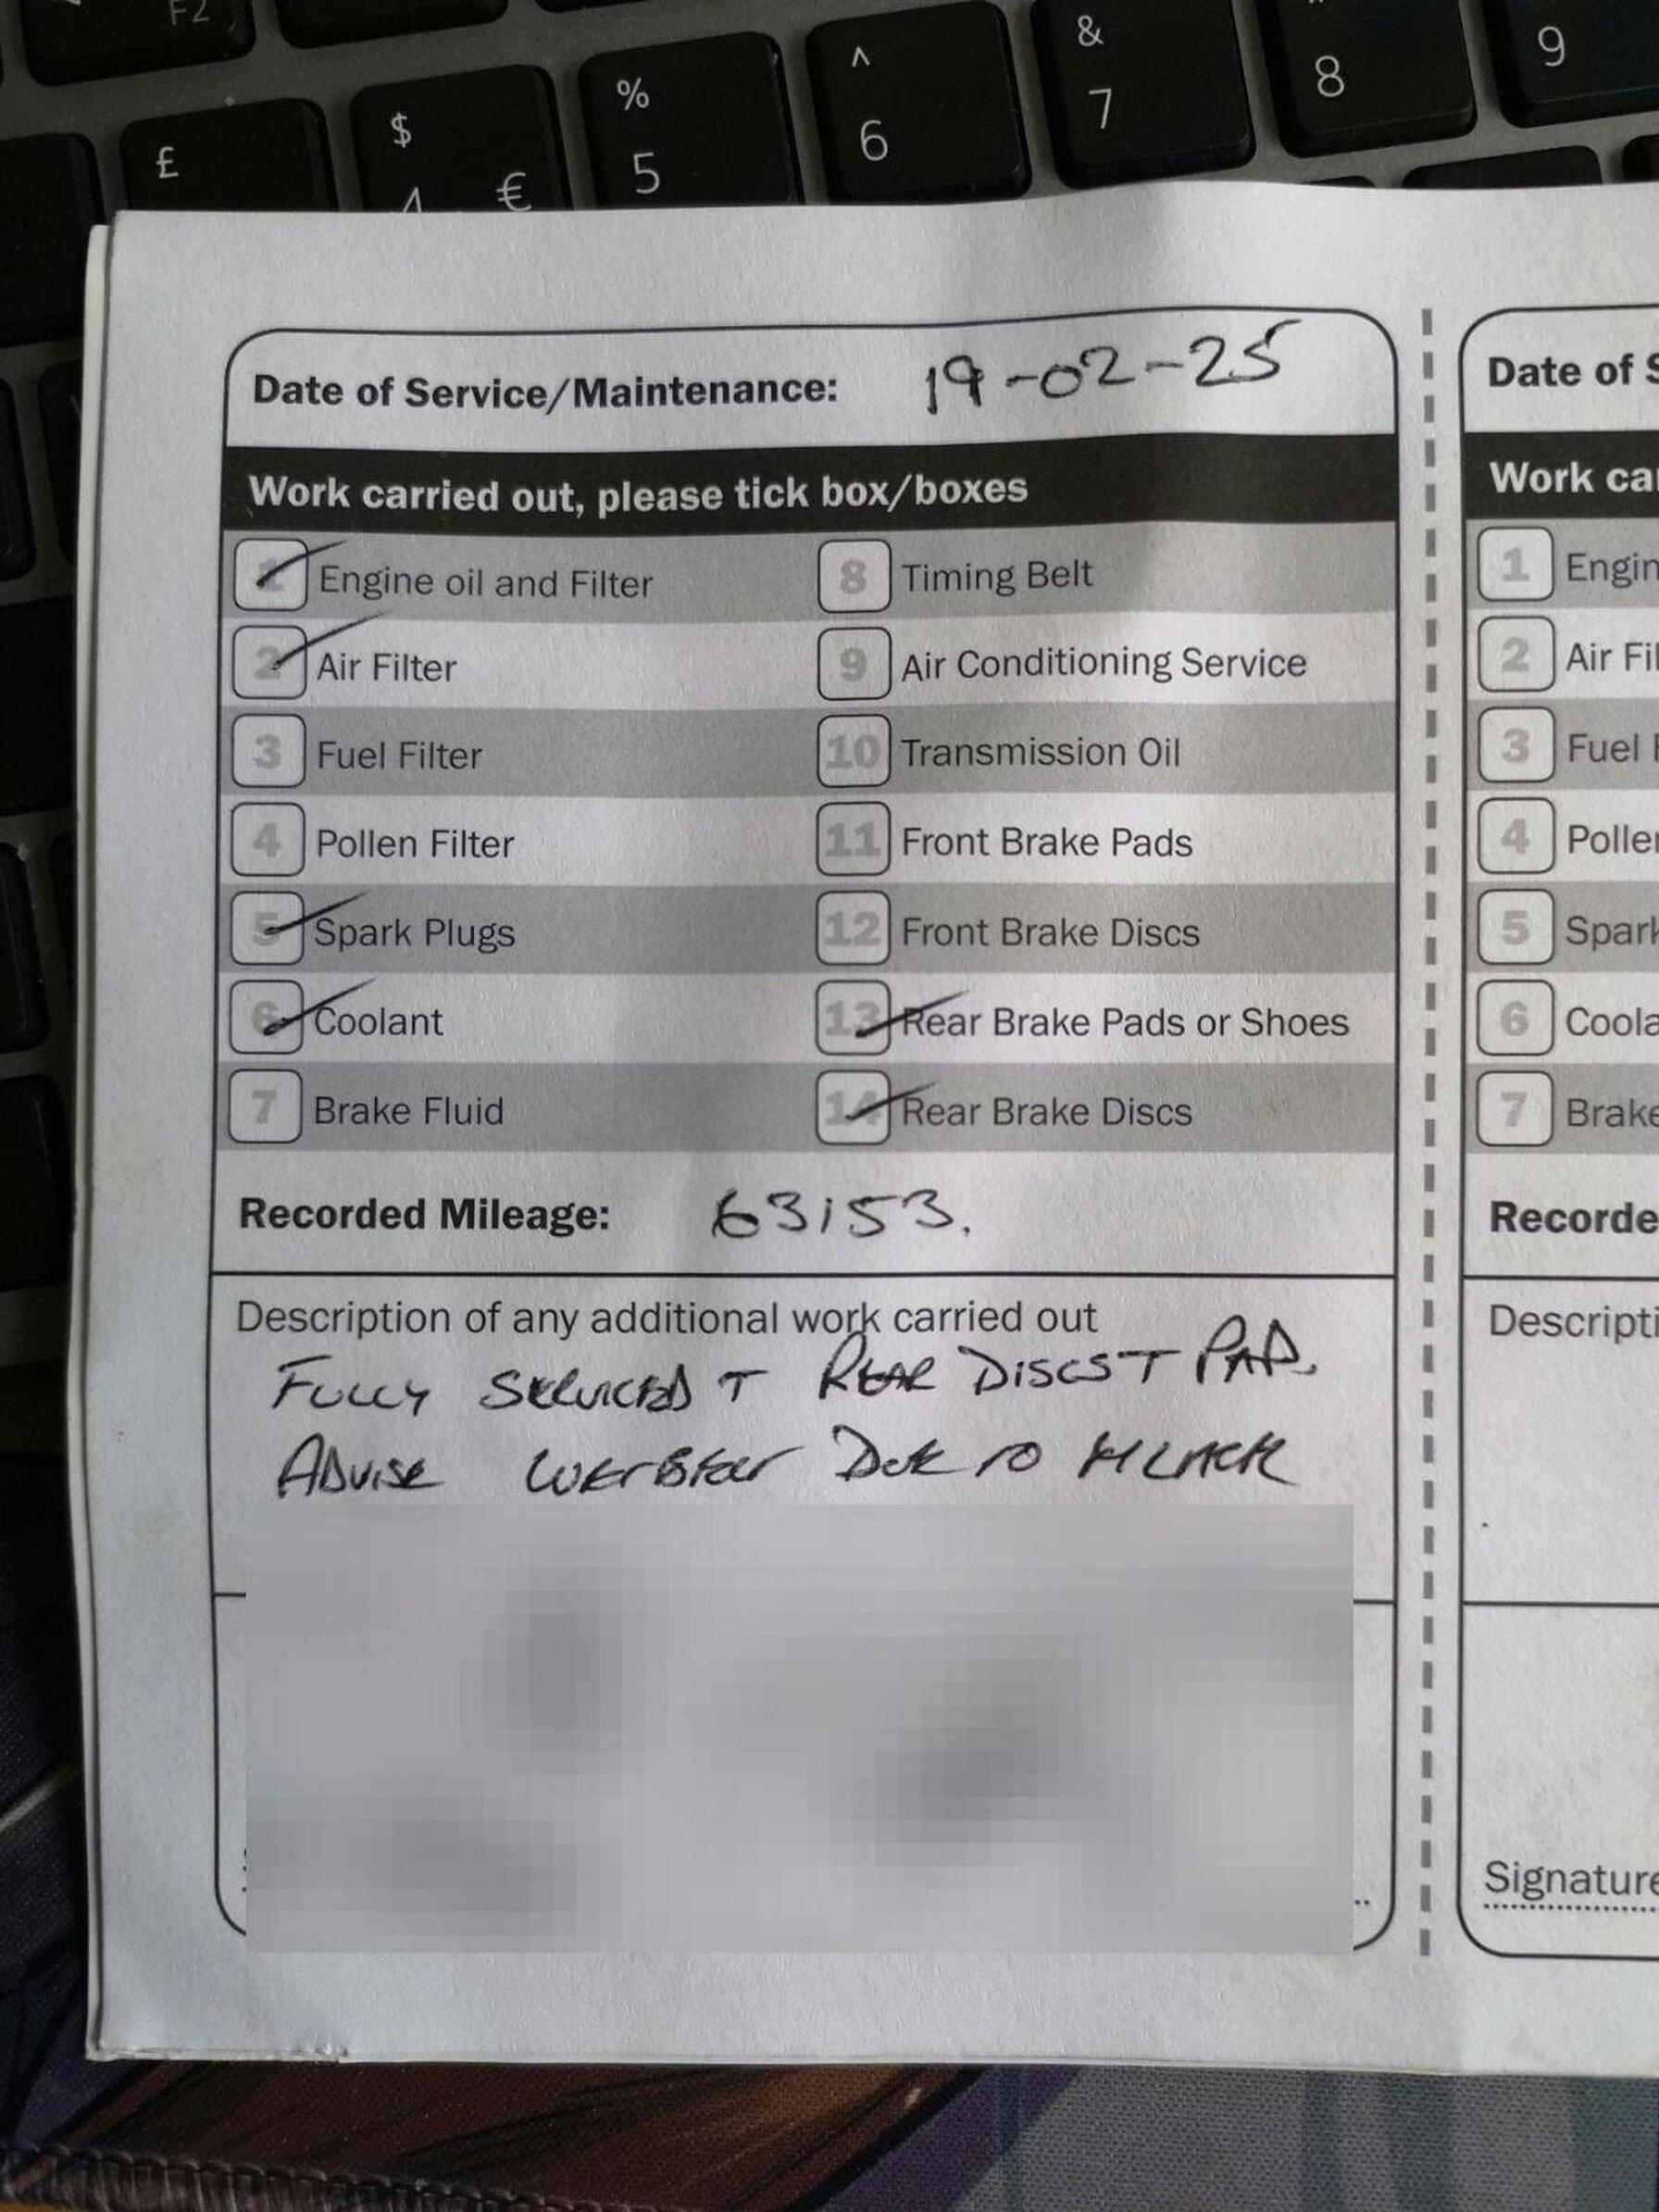 F2
£
$
4 €
%
5
^
6
&
7
8
9
Date of Service/Maintenance: 19-02-25
Work carried out, please tick box/boxes
1 Engine oil and Filter
2 Air Filter
3 Fuel Filter
4 Pollen Filter
5 Spark Plugs
6 Coolant
7 Brake Fluid
8 Timing Belt
9 Air Conditioning Service
10 Transmission Oil
11 Front Brake Pads
12 Front Brake Discs
13 Rear Brake Pads or Shoes
14 Rear Brake Discs
Recorded Mileage: 63153.
Description of any additional work carried out
FULLY SERVICED + REAR DISCS + PAD.
ADVISE DUE TO
Date of S
Work car
1 Engin
2 Air Fil
3 Fuel F
4 Pollen
5 Spark
6 Coola
7 Brake
Recorde
Descripti
Signature